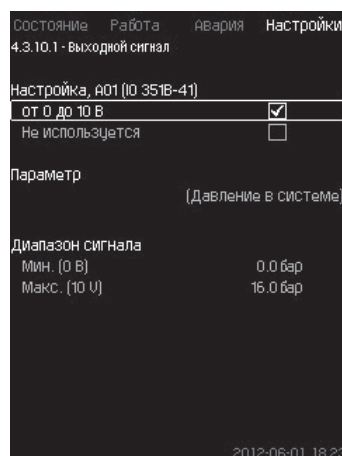 Состояние Работа Авария Настройки
4.3.10.1 - Выходной сигнал
Настройка, A01 (IO 351B-41)
от 0 до 10 В
Не используется
Параметр
(Давление в системе)
Диапазон сигнала
Мин. (0 В) 0.0 бар
Макс. (10 V) 16.0 бар
2012-06-01 18:23